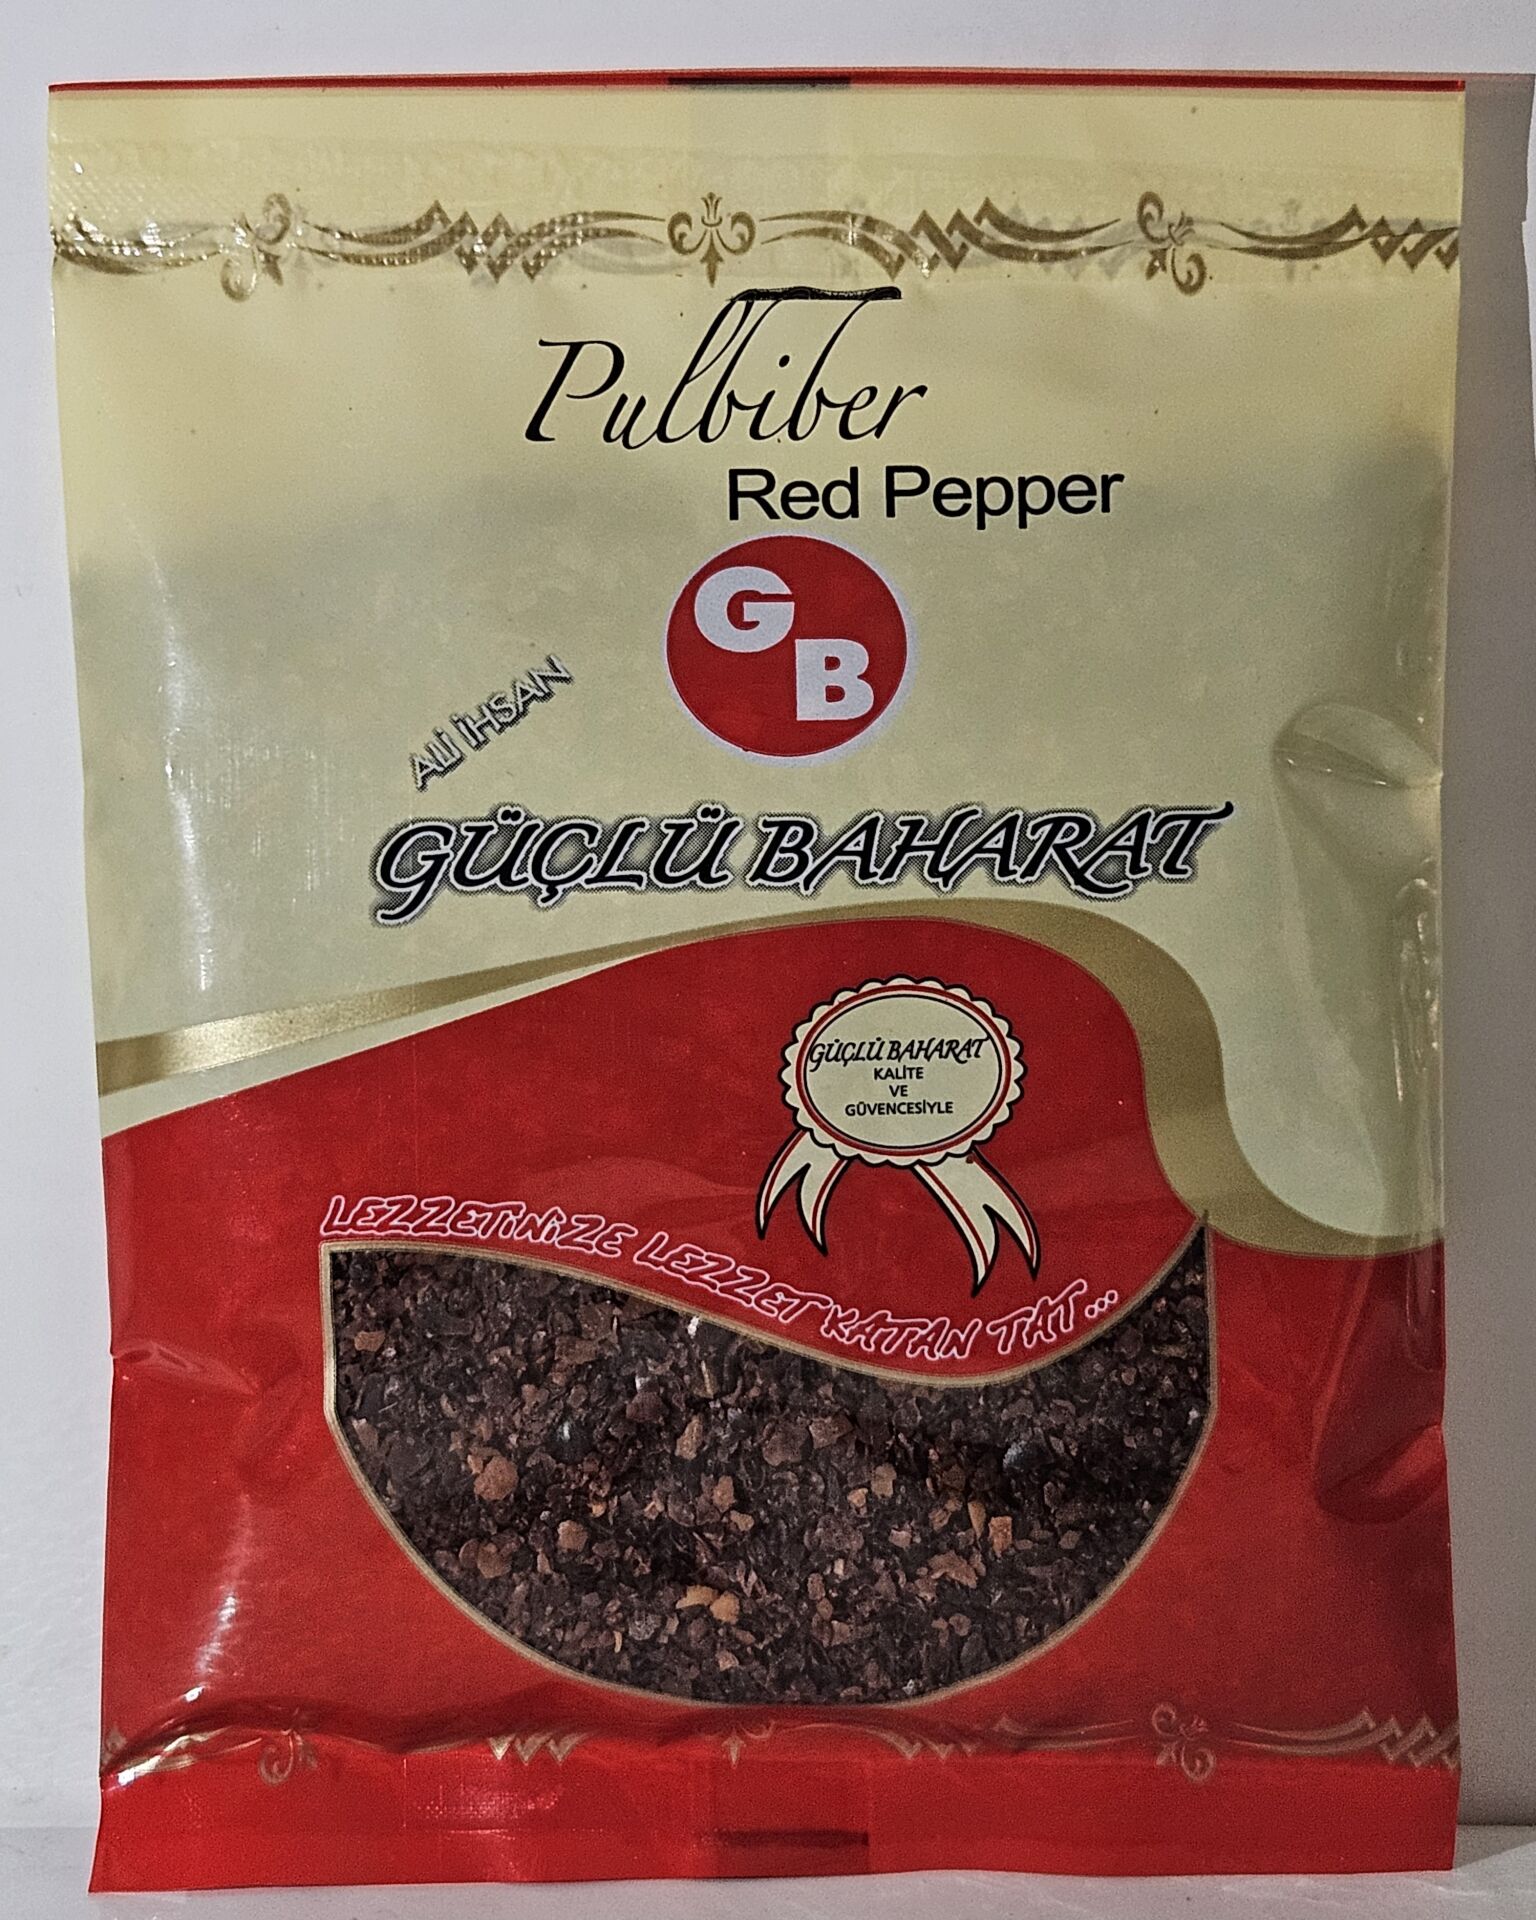 Pulbiber
Red Pepper
G
B
ALİ İHSAN
GÜÇLÜ BAHARAT
GÜÇLÜ BAHARAT
KALİTE
VE
GÜVENCESİYLE
LEZZETİNİZE LEZZET KATAN TAT...